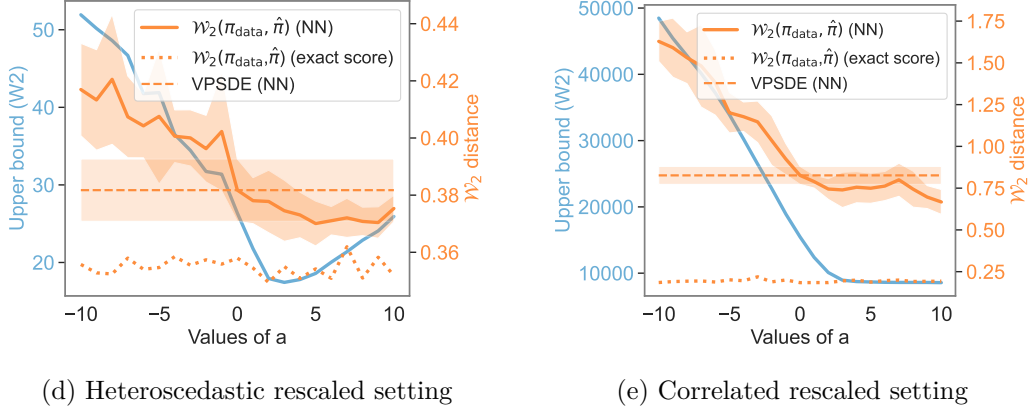 50
40
30
20
Upper bound (W2)
W₂(π_data, π̂) (NN)
W₂(π_data,π̂) (exact score)
VPSDE (NN)
0.44
0.42
0.40
0.38
0.36
W₂ distance
−10 −5 0 5 10
Values of a
(d) Heteroscedastic rescaled setting
50000
40000
30000
20000
10000
Upper bound (W2)
W₂(π_data, π̂) (NN)
W₂(π_data,π̂) (exact score)
VPSDE (NN)
1.75
1.50
1.25
1.00
0.75
0.50
0.25
W₂ distance
−10 −5 0 5 10
Values of a
(e) Correlated rescaled setting